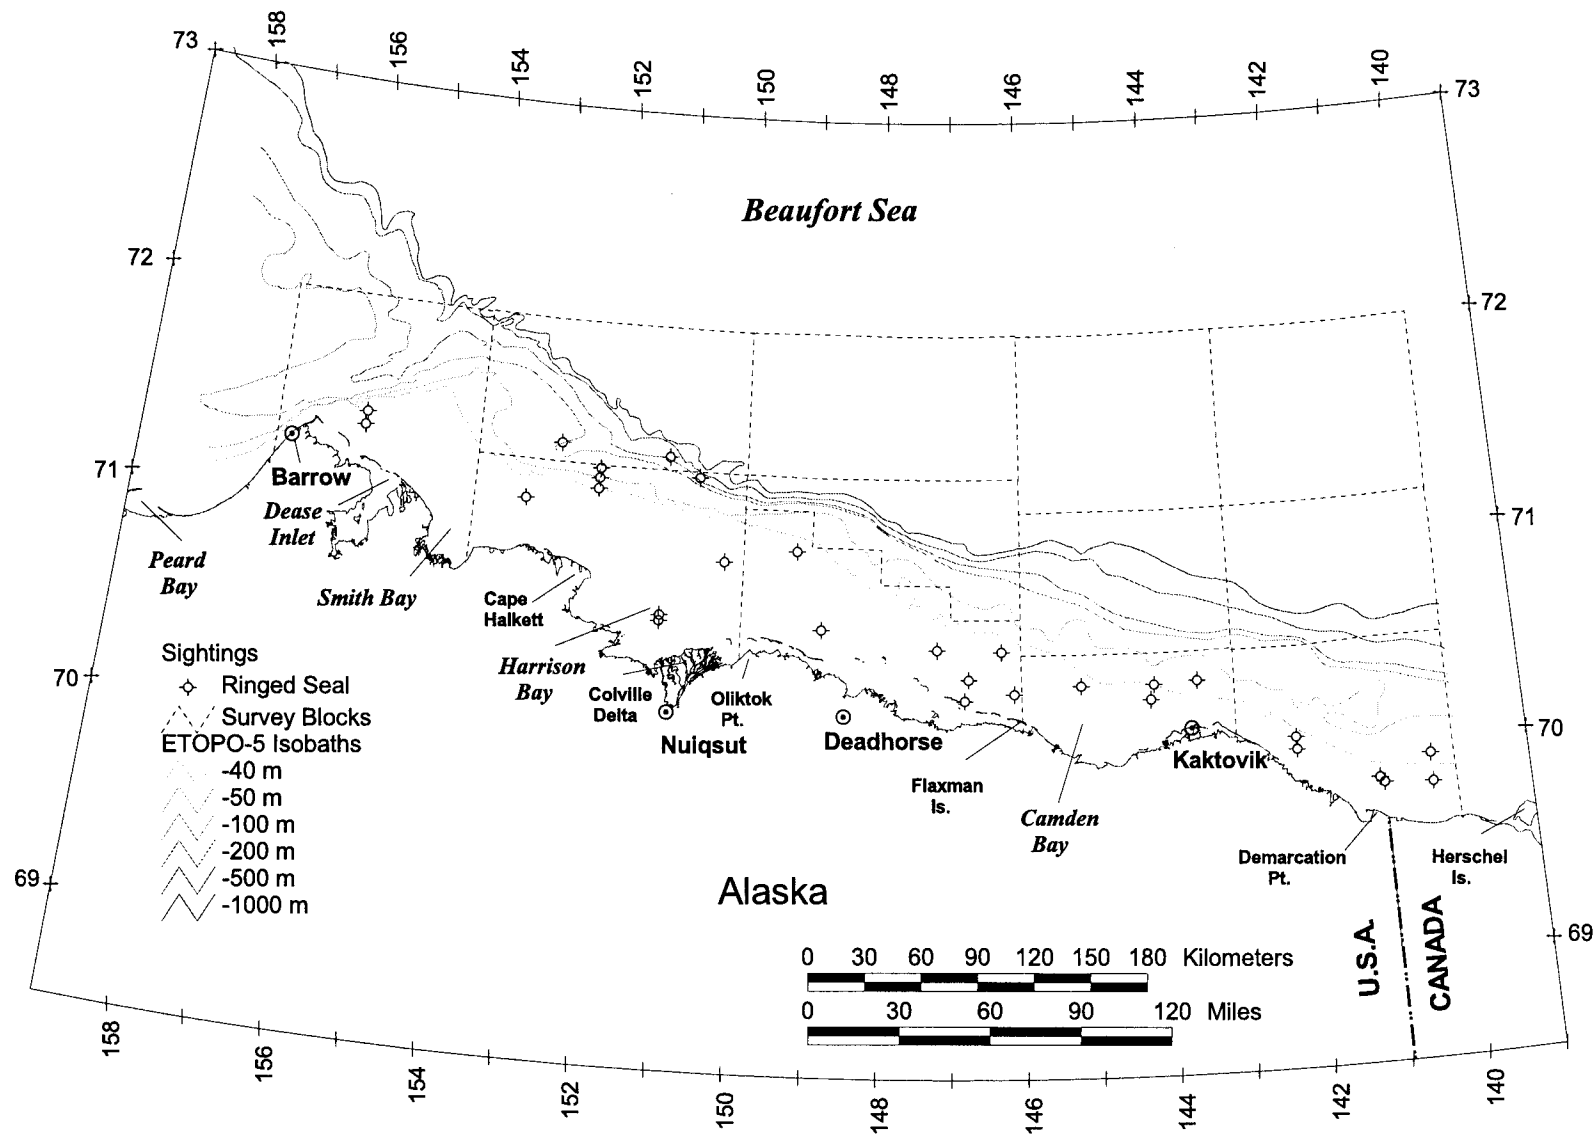 158
156
154
152
150
148
146
144
142
140
73
73
Beaufort Sea
72
72
71
71
Barrow
Dease
Inlet
Peard
Bay
Smith Bay
Cape
Halkett
Harrison
Bay
Colville
Delta
Oliktok
Pt.
Nuiqsut
Deadhorse
Flaxman
Is.
Camden
Bay
Kaktovik
Demarcation
Pt.
Herschel
Is.
70
70
Sightings
Ringed Seal
Survey Blocks
ETOPO-5 Isobaths
-40 m
-50 m
-100 m
-200 m
-500 m
-1000 m
69
69
Alaska
U.S.A.
CANADA
0 30 60 90 120 150 180 Kilometers
0 30 60 90 120 Miles
158
156
154
152
150
148
146
144
142
140